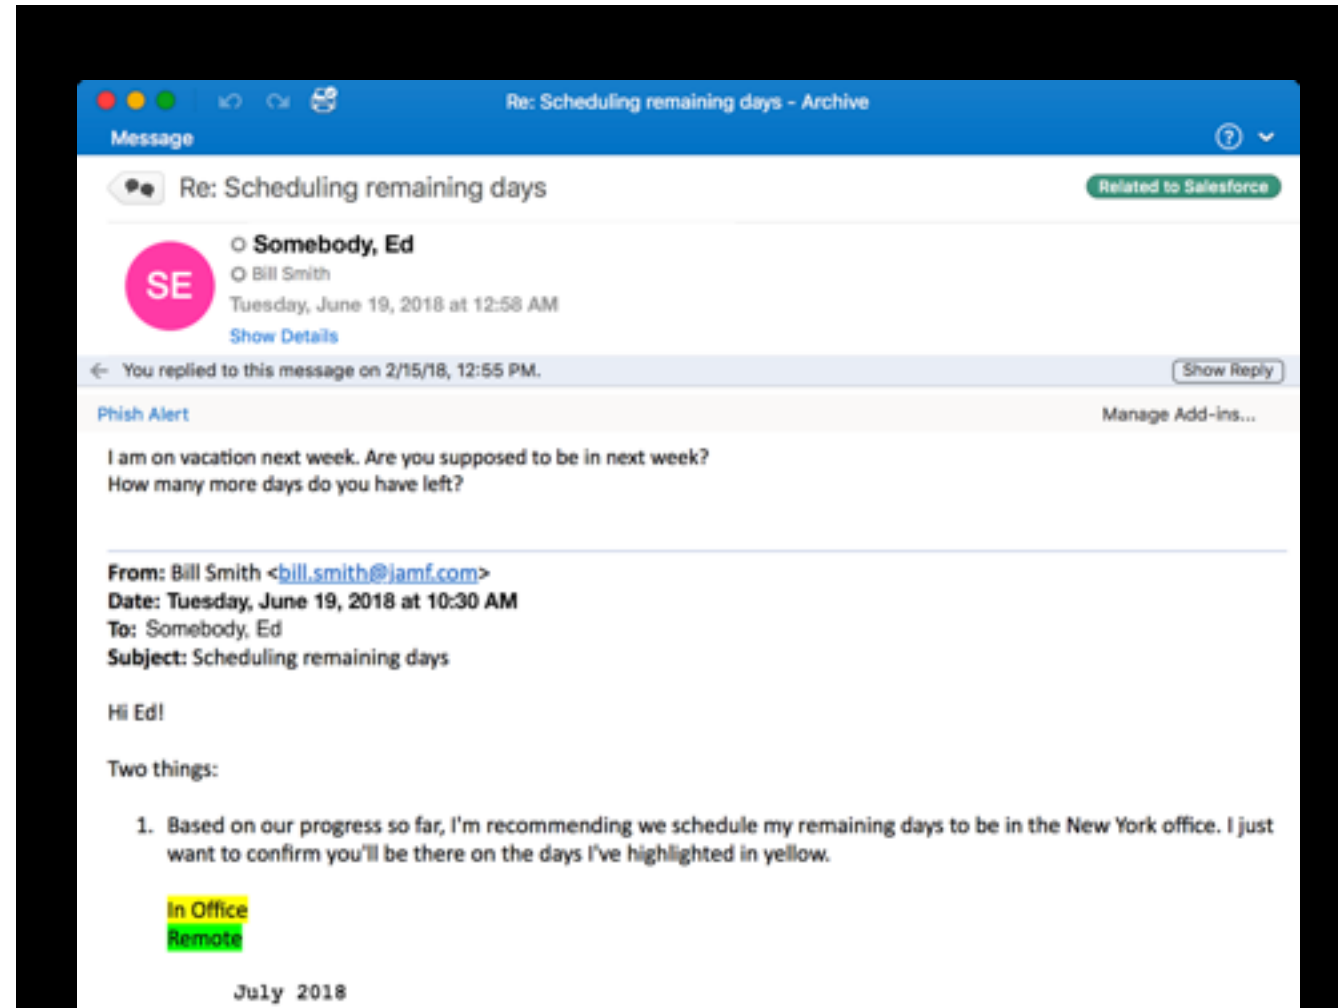 Re: Scheduling remaining days - Archive
Message
Re: Scheduling remaining days
Related to Salesforce
SE
Somebody, Ed
Bill Smith
Tuesday, June 19, 2018 at 12:58 AM
Show Details
You replied to this message on 2/15/18, 12:55 PM.
Show Reply
Phish Alert
Manage Add-ins...
I am on vacation next week. Are you supposed to be in next week?
How many more days do you have left?
From: Bill Smith <bill.smith@jamf.com>
Date: Tuesday, June 19, 2018 at 10:30 AM
To: Somebody, Ed
Subject: Scheduling remaining days
Hi Ed!
Two things:
1. Based on our progress so far, I'm recommending we schedule my remaining days to be in the New York office. I just
want to confirm you'll be there on the days I've highlighted in yellow.
In Office
Remote
July 2018